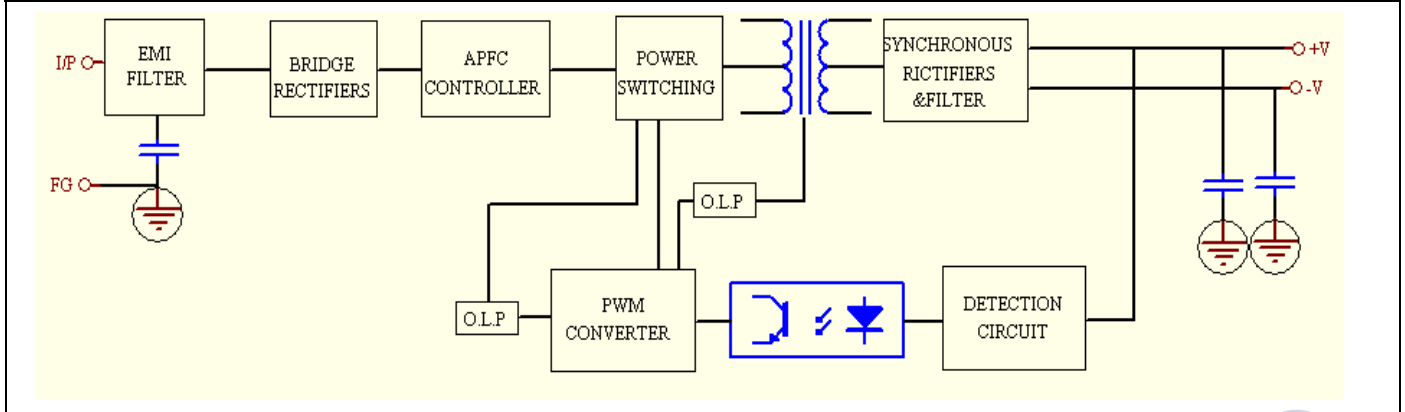 I/P
EMI
FILTER
BRIDGE
RECTIFIERS
APFC
CONTROLLER
POWER
SWITCHING
SYNCHRONOUS
RICTIFIERS
&FILTER
+V
-V
FG
O.L.P
O.L.P
PWM
CONVERTER
DETECTION
CIRCUIT